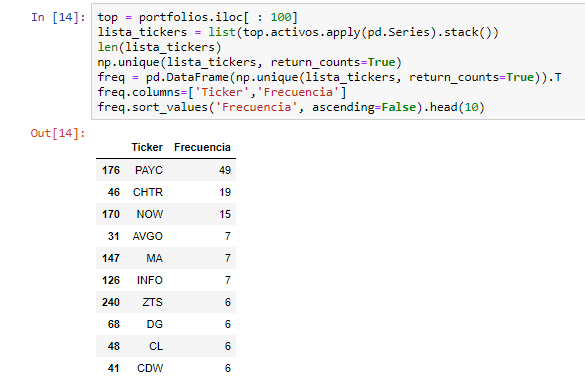 In [14]: top = portfolios.iloc[ : 100]
lista_tickers = list(top.activos.apply(pd.Series).stack())
len(lista_tickers)
np.unique(lista_tickers, return_counts=True)
freq = pd.DataFrame(np.unique(lista_tickers, return_counts=True)).T
freq.columns=['Ticker','Frecuencia']
freq.sort_values('Frecuencia', ascending=False).head(10)
Out[14]:
Ticker Frecuencia
176 PAYC 49
46 CHTR 19
170 NOW 15
31 AVGO 7
147 MA 7
126 INFO 7
240 ZTS 6
68 DG 6
48 CL 6
41 CDW 6